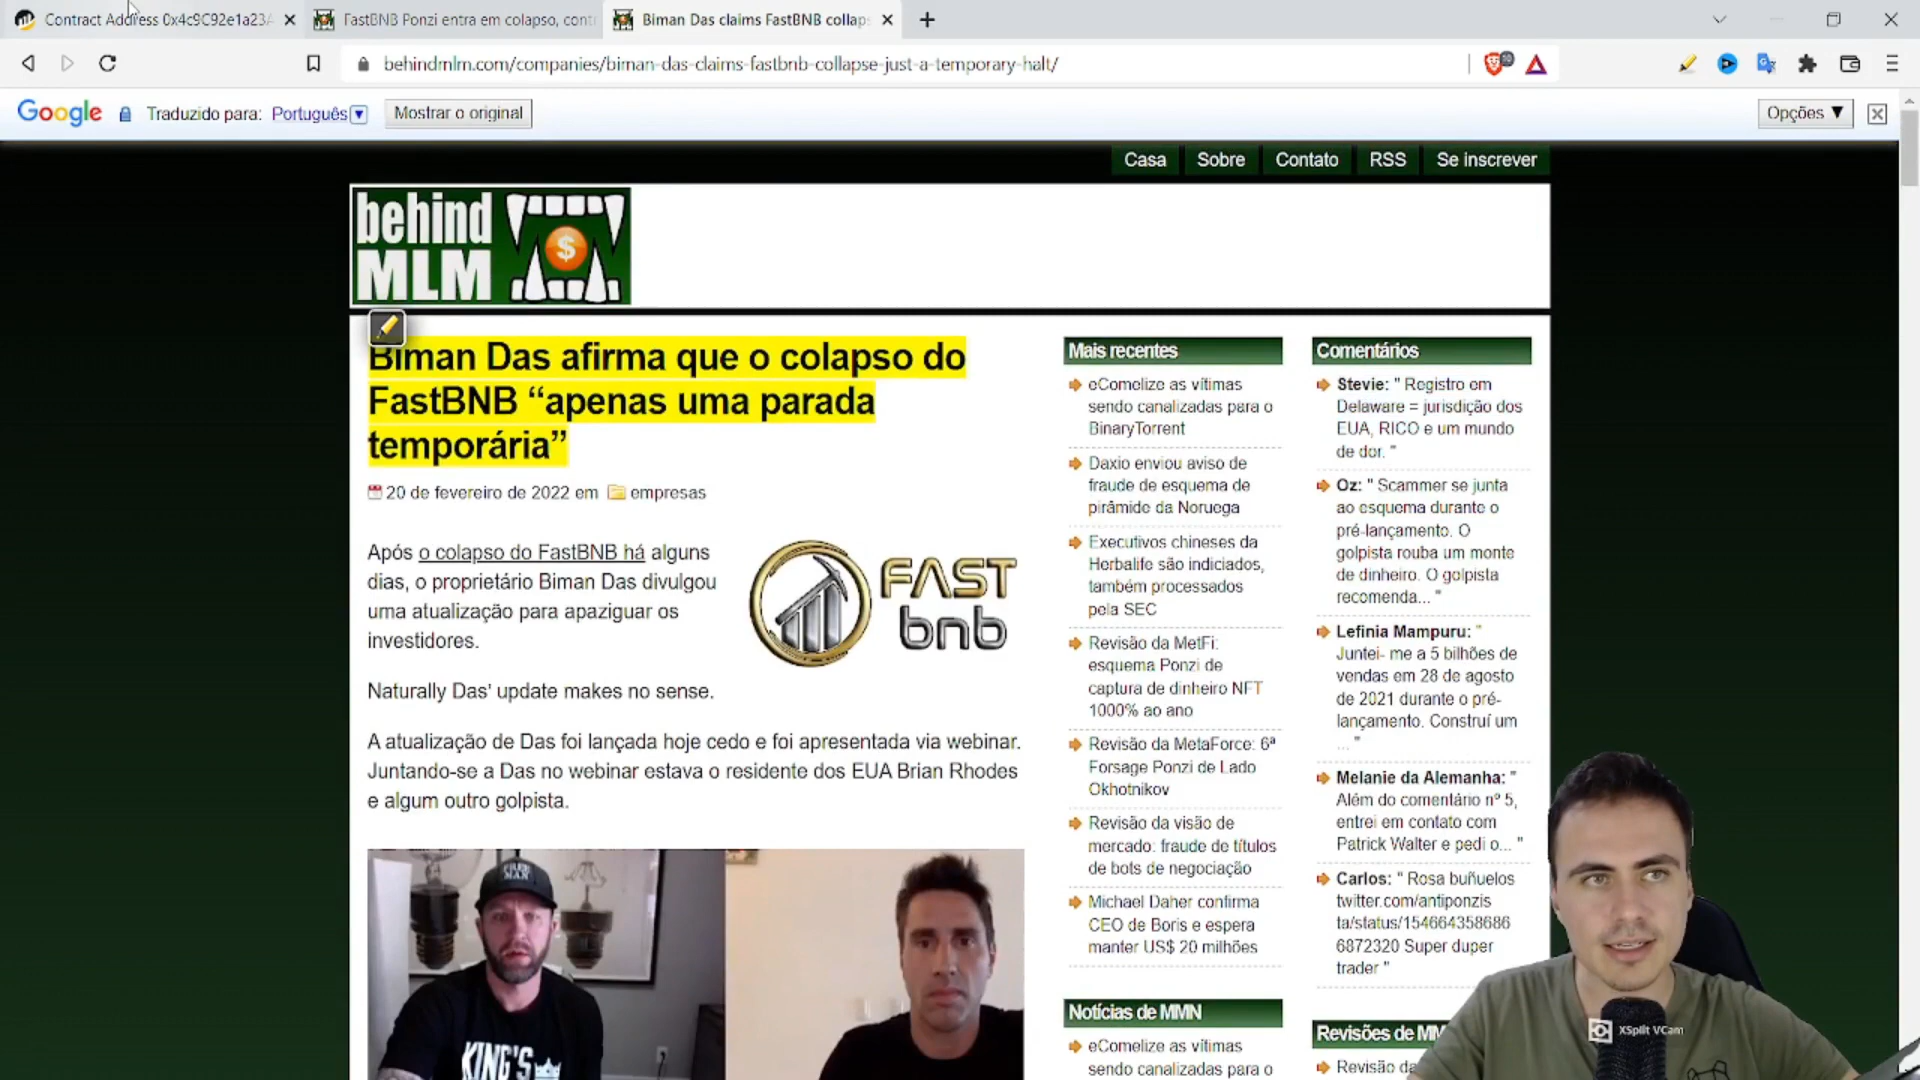 Contract Address 0x4c9C92e1a23A
FastBNB Ponzi entra em colapso, cont
Biman Das claims FastBNB collaps
behindmlm.com/companies/biman-das-claims-fastbnb-collapse-just-a-temporary-halt/
10
Google
Traduzido para: Português
Mostrar o original
Opções ▼
Casa
Sobre
Contato
RSS
Se inscrever
behind
MLM
$
Biman Das afirma que o colapso do
FastBNB “apenas uma parada
temporária”
20 de fevereiro de 2022 em empresas
Após o colapso do FastBNB há alguns
dias, o proprietário Biman Das divulgou
uma atualização para apaziguar os
investidores.
FAST
bnb
Naturally Das' update makes no sense.
A atualização de Das foi lançada hoje cedo e foi apresentada via webinar.
Juntando-se a Das no webinar estava o residente dos EUA Brian Rhodes
e algum outro golpista.
FREE
MAN
KING'S
Mais recentes
eComelize as vítimas
sendo canalizadas para o
BinaryTorrent
Daxio enviou aviso de
fraude de esquema de
pirâmide da Noruega
Executivos chineses da
Herbalife são indiciados,
também processados
pela SEC
Revisão da MetFi:
esquema Ponzi de
captura de dinheiro NFT
1000% ao ano
Revisão da MetaForce: 6ª
Forsage Ponzi de Lado
Okhotnikov
Revisão da visão de
mercado: fraude de títulos
de bots de negociação
Michael Daher confirma
CEO de Boris e espera
manter US$ 20 milhões
Notícias de MMN
eComelize as vítimas
sendo canalizadas para o
Comentários
Stevie: " Registro em
Delaware = jurisdição dos
EUA, RICO e um mundo
de dor. "
Oz: " Scammer se junta
ao esquema durante o
pré-lançamento. O
golpista rouba um monte
de dinheiro. O golpista
recomenda... "
Lefinia Mampuru: "
Juntei- me a 5 bilhões de
vendas em 28 de agosto
de 2021 durante o pré-
lançamento. Construí um
... "
Melanie da Alemanha: "
Além do comentário nº 5,
entrei em contato com
Patrick Walter e pedi o... "
Carlos: " Rosa buñuelos
twitter.com/antiponzis
ta/status/154664358686
6872320 Super duper
trader "
Revisões de MM
Revisão da
XSplit VCam